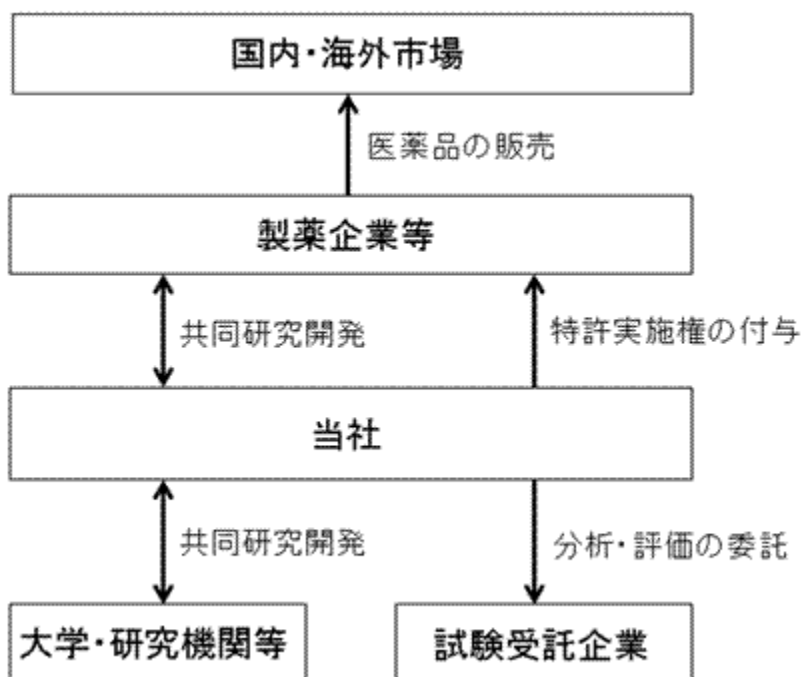 国内・海外市場
医薬品の販売
製薬企業等
共同研究開発
特許実施権の付与
当社
共同研究開発
分析・評価の委託
大学・研究機関等
試験受託企業